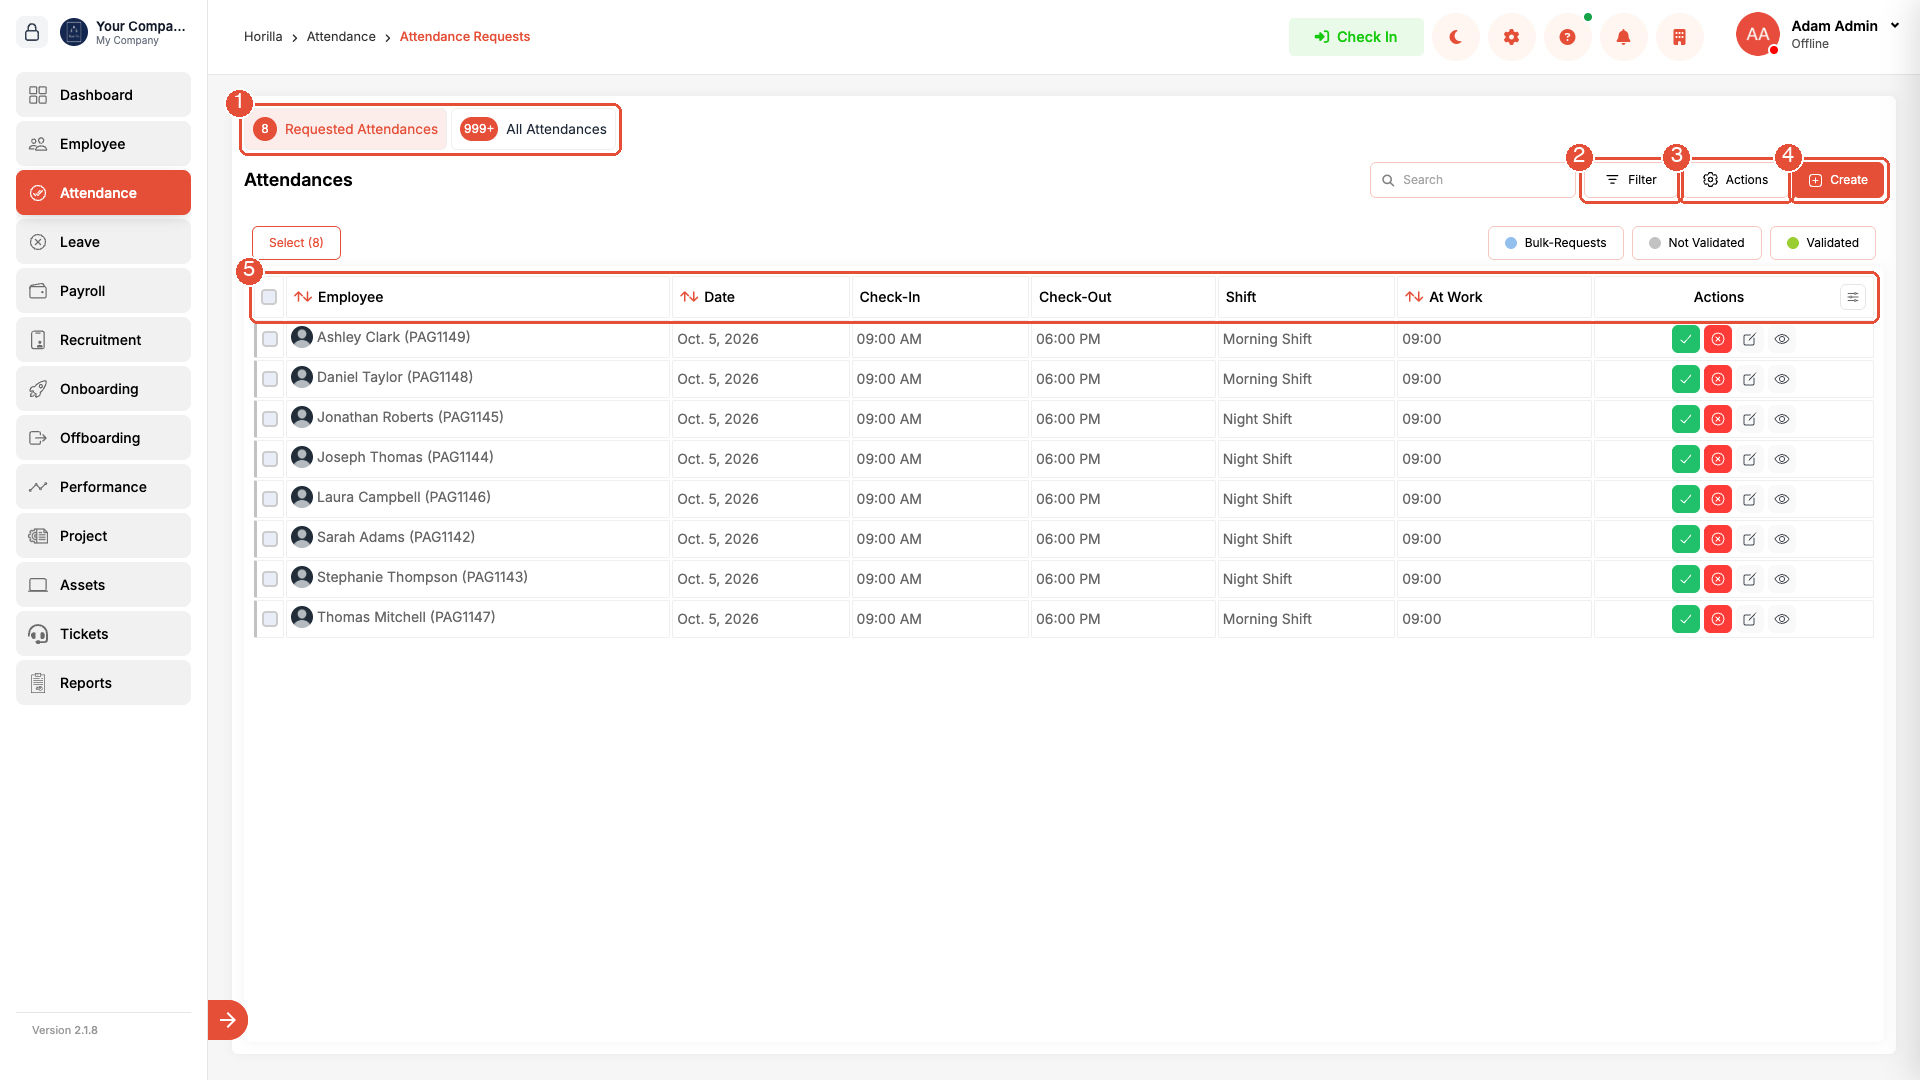 Your Compa...
My Company
Horilla > Attendance > Attendance Requests
Check In
AA
Adam Admin
Offline
Dashboard
Employee
Attendance
Leave
Payroll
Recruitment
Onboarding
Offboarding
Performance
Project
Assets
Tickets
Reports
Version 2.1.8
1
8 Requested Attendances
999+ All Attendances
Attendances
Search
2
Filter
3
Actions
4
Create
Select (8)
Bulk-Requests
Not Validated
Validated
5
Employee Date Check-In Check-Out Shift At Work Actions
Ashley Clark (PAG1149) Oct. 5, 2026 09:00 AM 06:00 PM Morning Shift 09:00
Daniel Taylor (PAG1148) Oct. 5, 2026 09:00 AM 06:00 PM Morning Shift 09:00
Jonathan Roberts (PAG1145) Oct. 5, 2026 09:00 AM 06:00 PM Night Shift 09:00
Joseph Thomas (PAG1144) Oct. 5, 2026 09:00 AM 06:00 PM Night Shift 09:00
Laura Campbell (PAG1146) Oct. 5, 2026 09:00 AM 06:00 PM Night Shift 09:00
Sarah Adams (PAG1142) Oct. 5, 2026 09:00 AM 06:00 PM Night Shift 09:00
Stephanie Thompson (PAG1143) Oct. 5, 2026 09:00 AM 06:00 PM Night Shift 09:00
Thomas Mitchell (PAG1147) Oct. 5, 2026 09:00 AM 06:00 PM Morning Shift 09:00